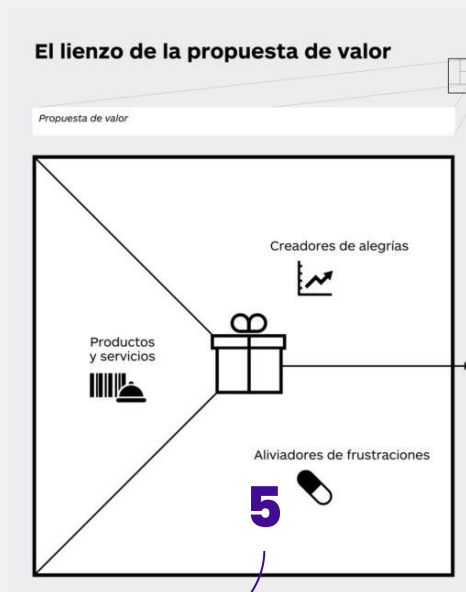 El lienzo de la propuesta de valor
Propuesta de valor
Creadores de alegrías
Productos
y servicios
Aliviadores de frustraciones
5